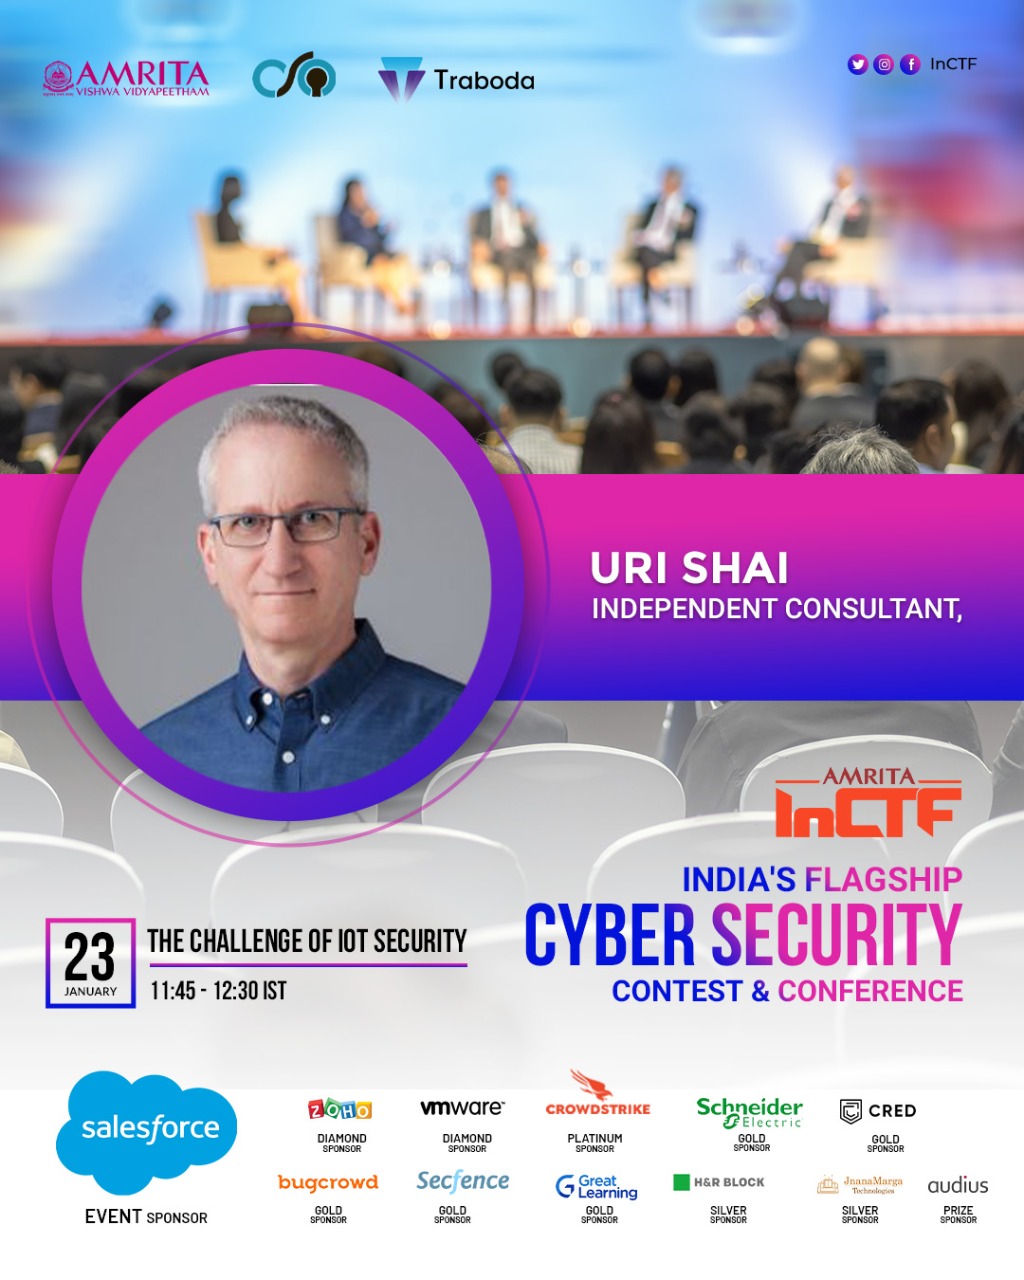 AMRITA
VISHWA VIDYAPEETHAM
Traboda
InCTF
URI SHAI
INDEPENDENT CONSULTANT,
AMRITA
InCTF
INDIA'S FLAGSHIP
CYBER SECURITY
CONTEST & CONFERENCE
23
JANUARY
THE CHALLENGE OF IOT SECURITY
11:45 - 12:30 IST
salesforce
EVENT SPONSOR
ZOHO
DIAMOND
SPONSOR
vmware
DIAMOND
SPONSOR
CROWDSTRIKE
PLATINUM
SPONSOR
Schneider
Electric
GOLD
SPONSOR
CRED
GOLD
SPONSOR
bugcrowd
GOLD
SPONSOR
Secfence
GOLD
SPONSOR
Great
Learning
GOLD
SPONSOR
H&R BLOCK
SILVER
SPONSOR
JnanaMarga
Technologies
SILVER
SPONSOR
audius
PRIZE
SPONSOR